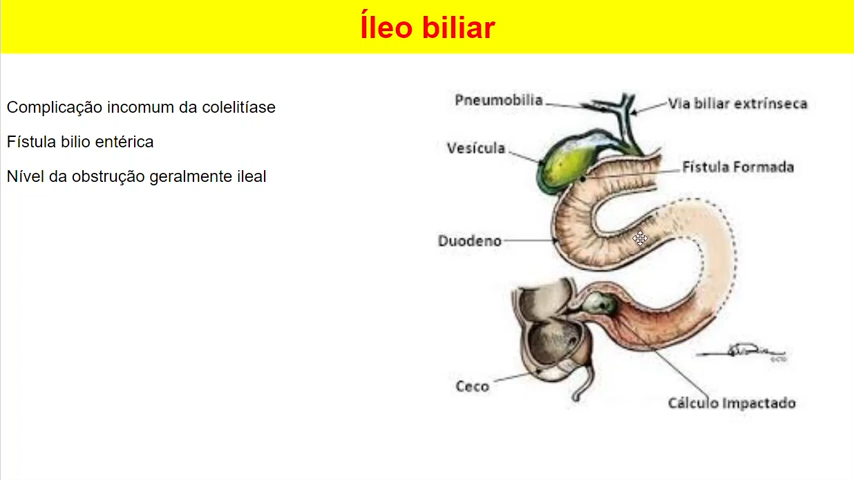 Íleo biliar
Complicação incomum da colelitíase
Fístula bilio entérica
Nível da obstrução geralmente ileal
Pneumobilia
Via biliar extrínseca
Vesícula
Fístula Formada
Duodeno
Ceco
Cálculo Impactado